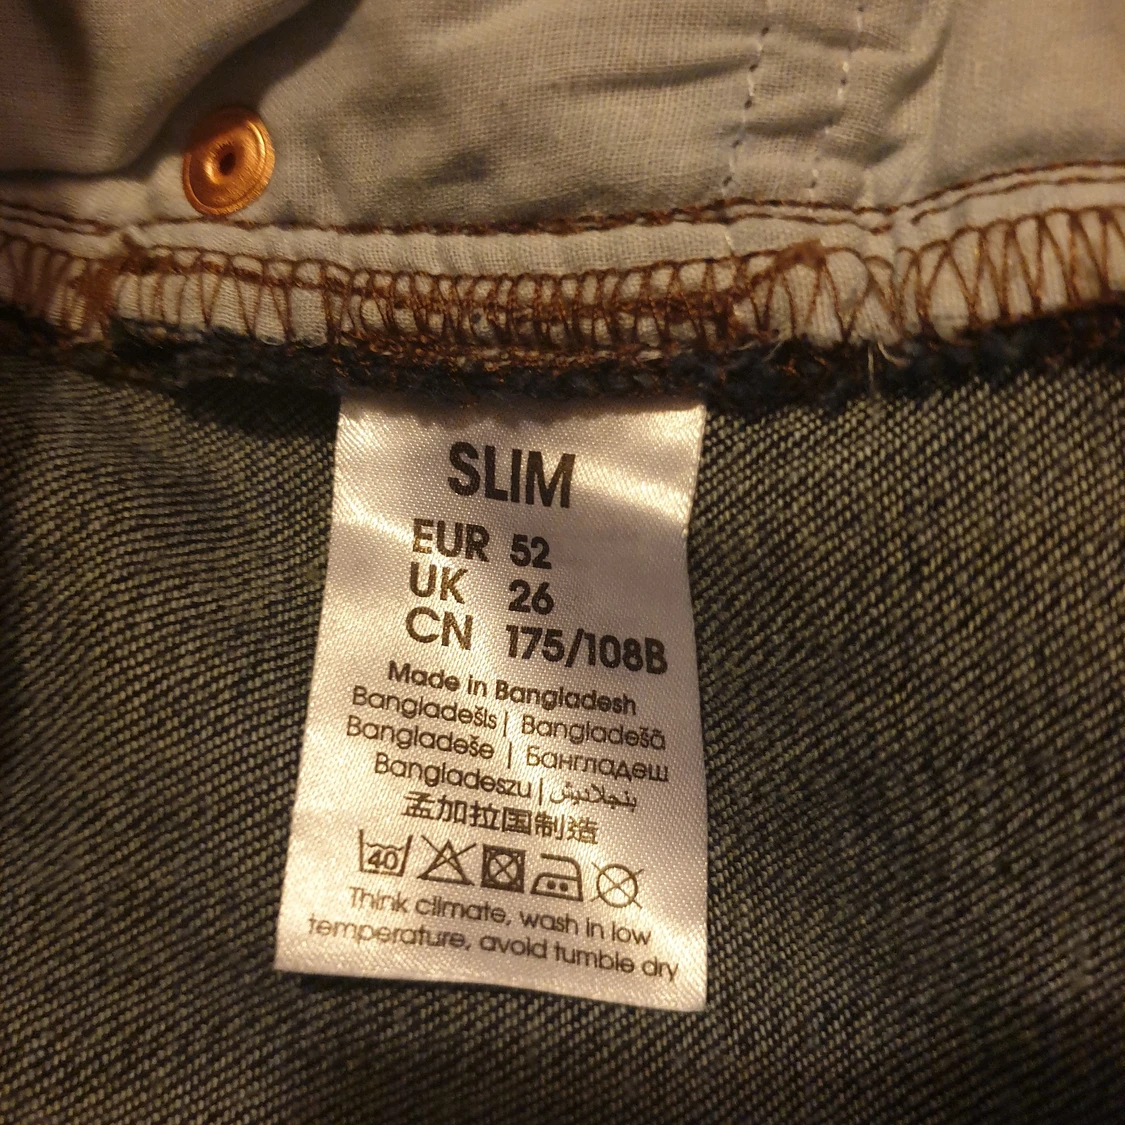 SLIM
EUR 52
UK 26
CN 175/108B
Made in Bangladesh
Bangladešis | Bangladešā
Bangladeše | Бангладеш
Bangladeszu | بنجلاديش
孟加拉国制造
40
Think climate, wash in low
temperature, avoid tumble dry